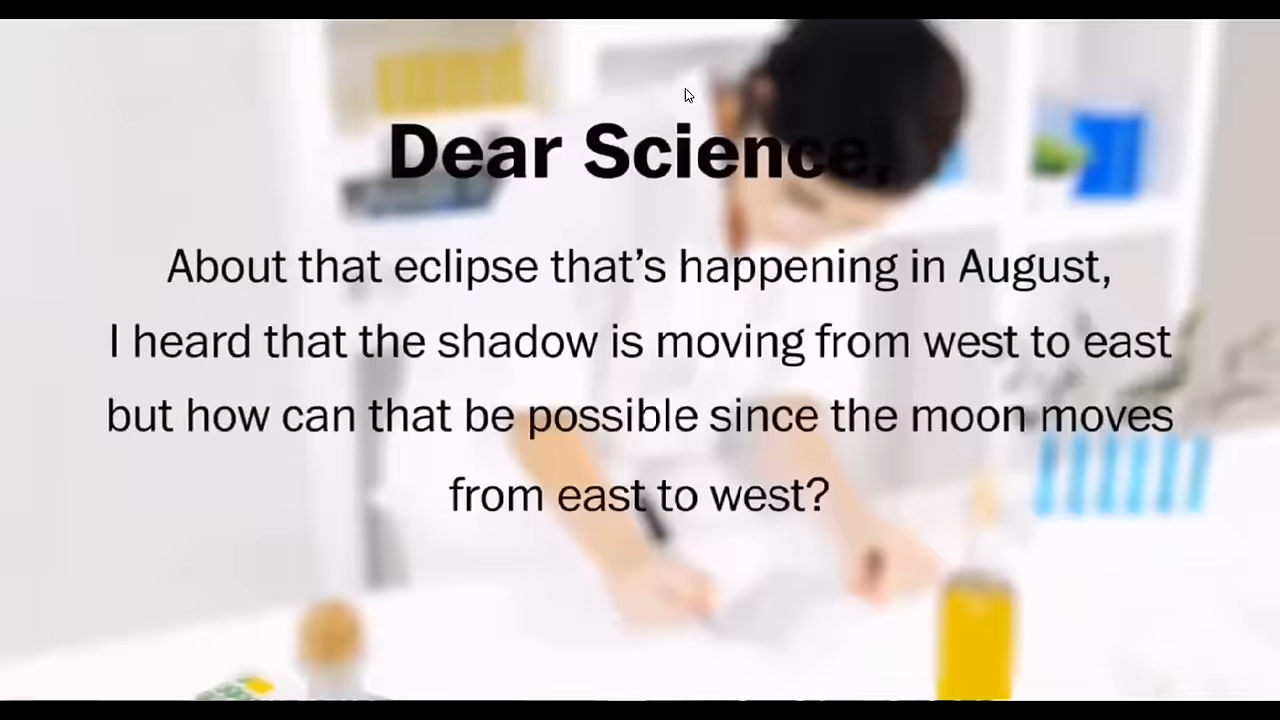 Dear Science,
About that eclipse that’s happening in August,
I heard that the shadow is moving from west to east
but how can that be possible since the moon moves
from east to west?